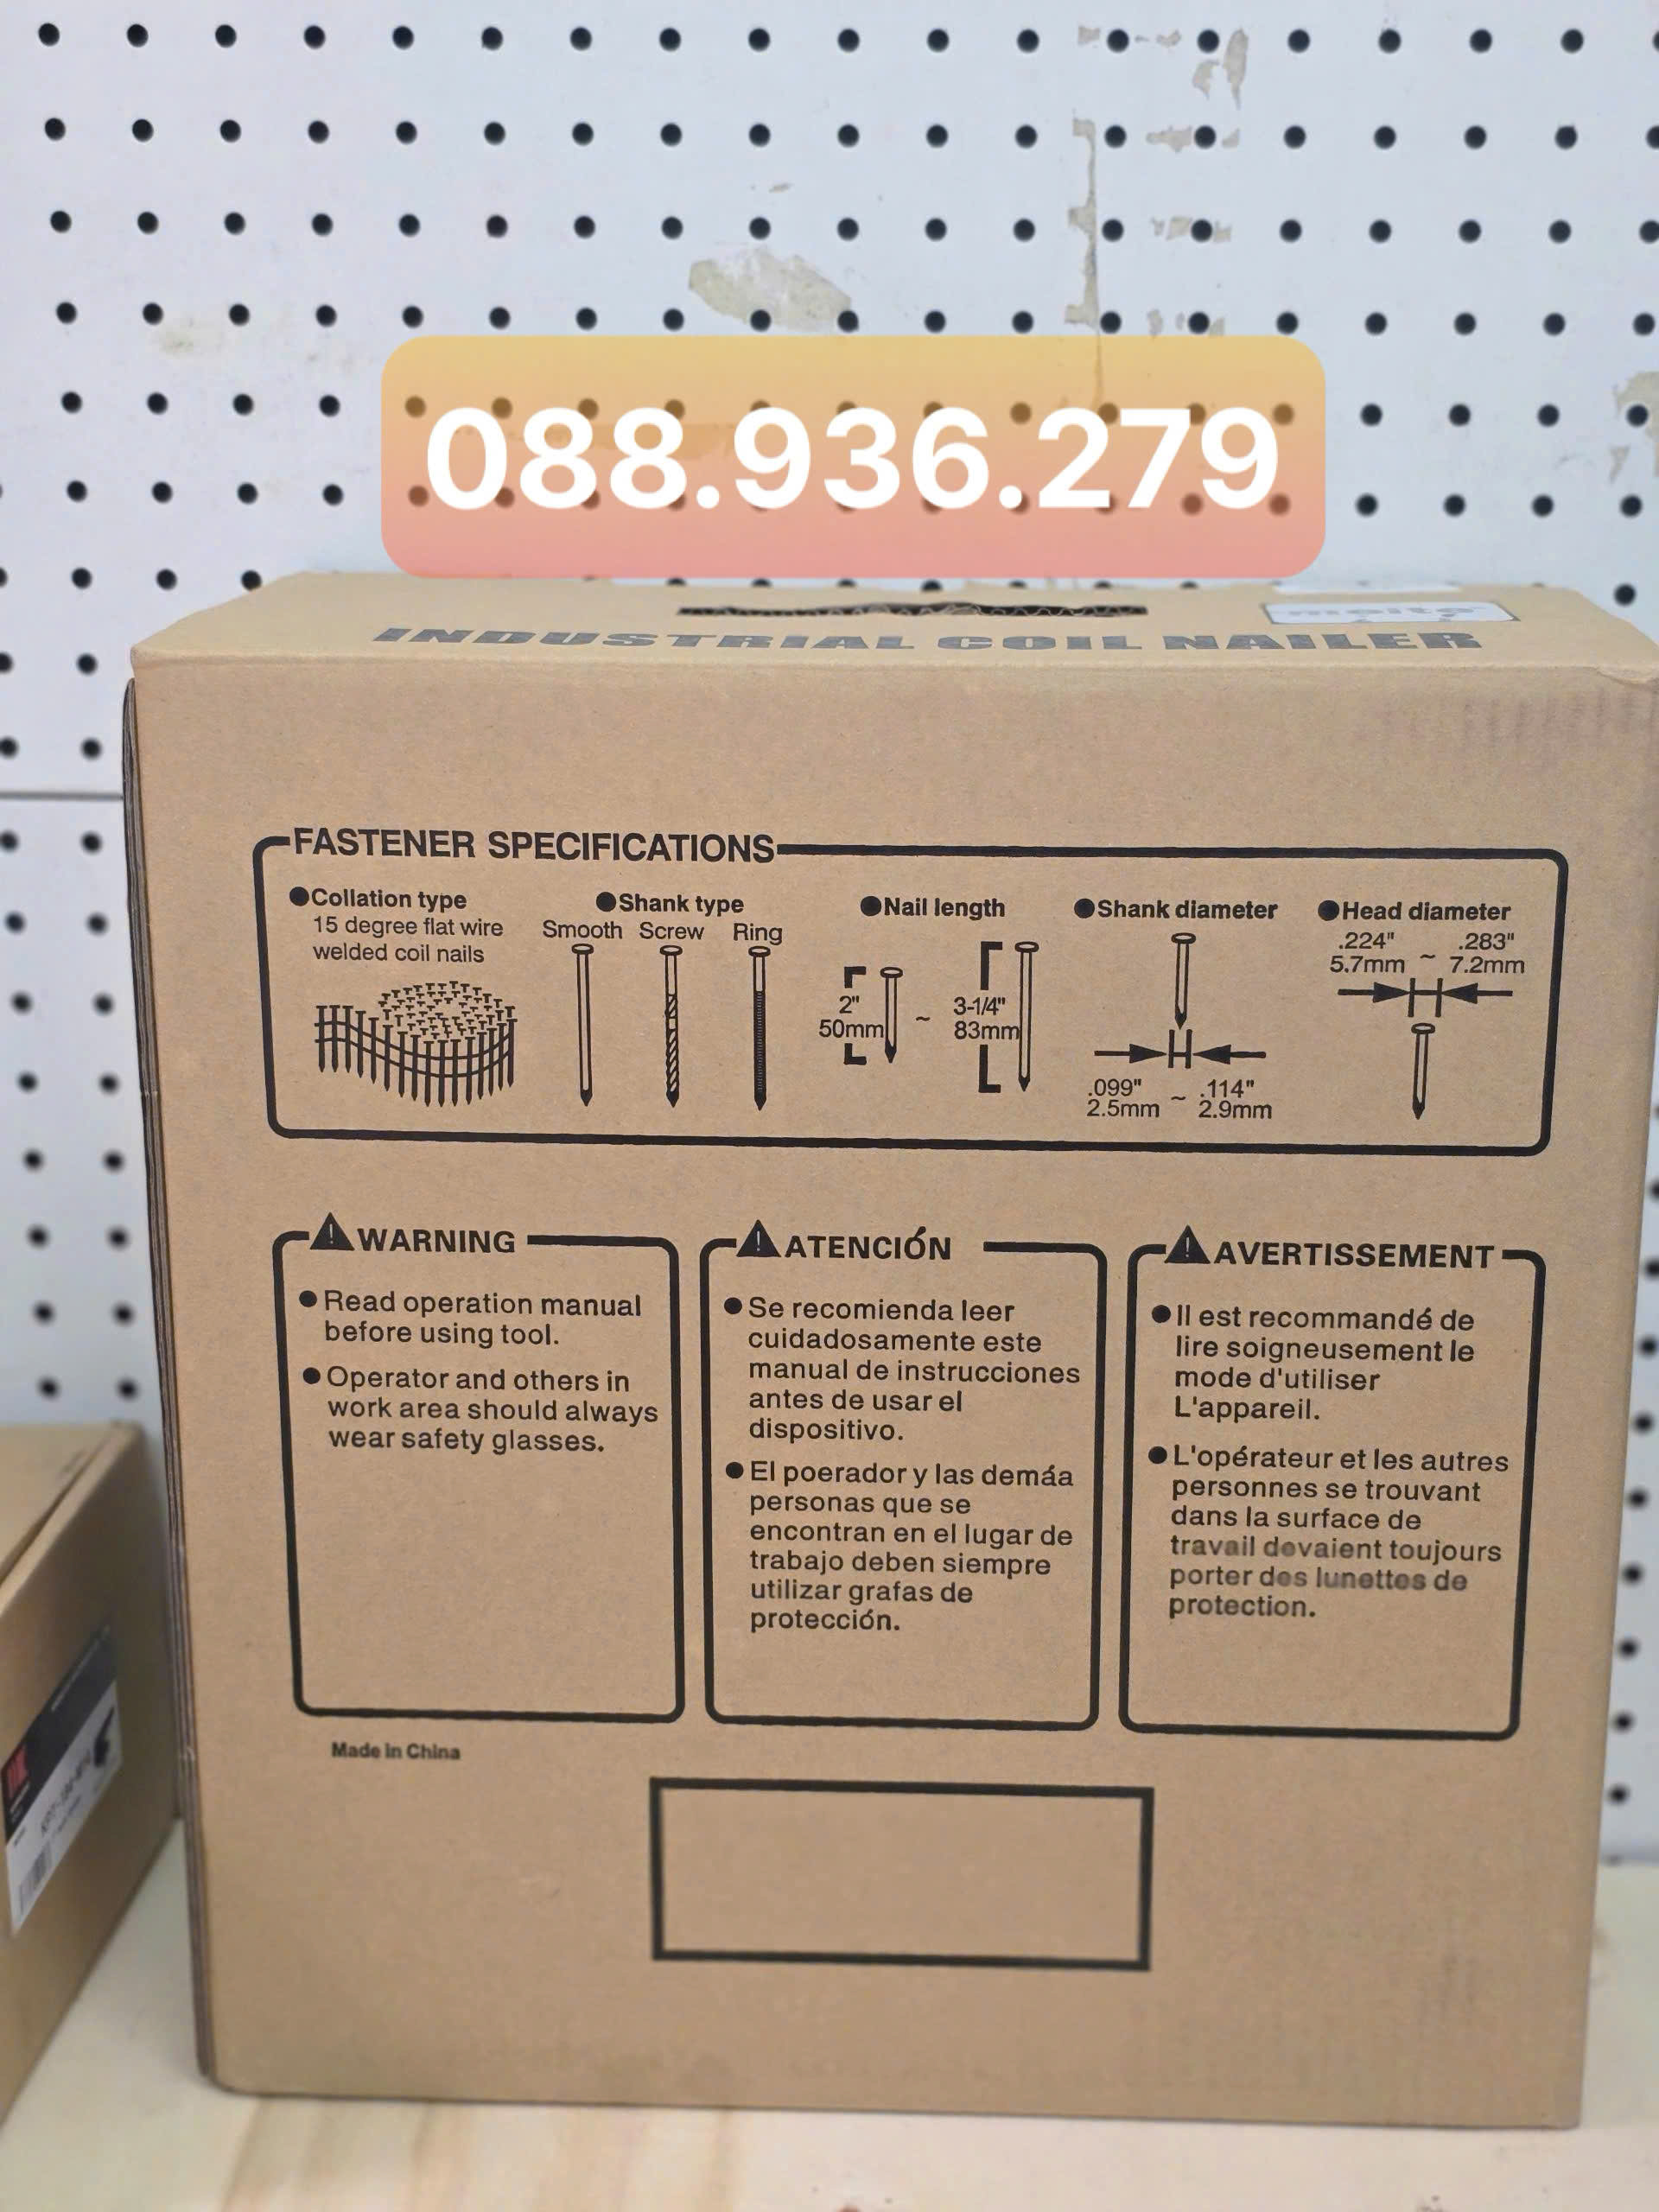 088.936.279
INDUSTRIAL COIL NAILER
FASTENER SPECIFICATIONS
●Collation type
15 degree flat wire
welded coil nails
●Shank type
Smooth Screw Ring
●Nail length
2" ~ 3-1/4"
50mm 83mm
●Shank diameter
.099" ~ .114"
2.5mm 2.9mm
●Head diameter
.224" ~ .283"
5.7mm 7.2mm
WARNING
●Read operation manual
before using tool.
●Operator and others in
work area should always
wear safety glasses.
ATENCIÓN
●Se recomienda leer
cuidadosamente este
manual de instrucciones
antes de usar el
dispositivo.
●El poerador y las demáa
personas que se
encontran en el lugar de
trabajo deben siempre
utilizar grafas de
protección.
AVERTISSEMENT
●Il est recommandé de
lire soigneusement le
mode d'utiliser
L'appareil.
●L'opérateur et les autres
personnes se trouvant
dans la surface de
travail devaient toujours
porter des lunettes de
protection.
Made in China